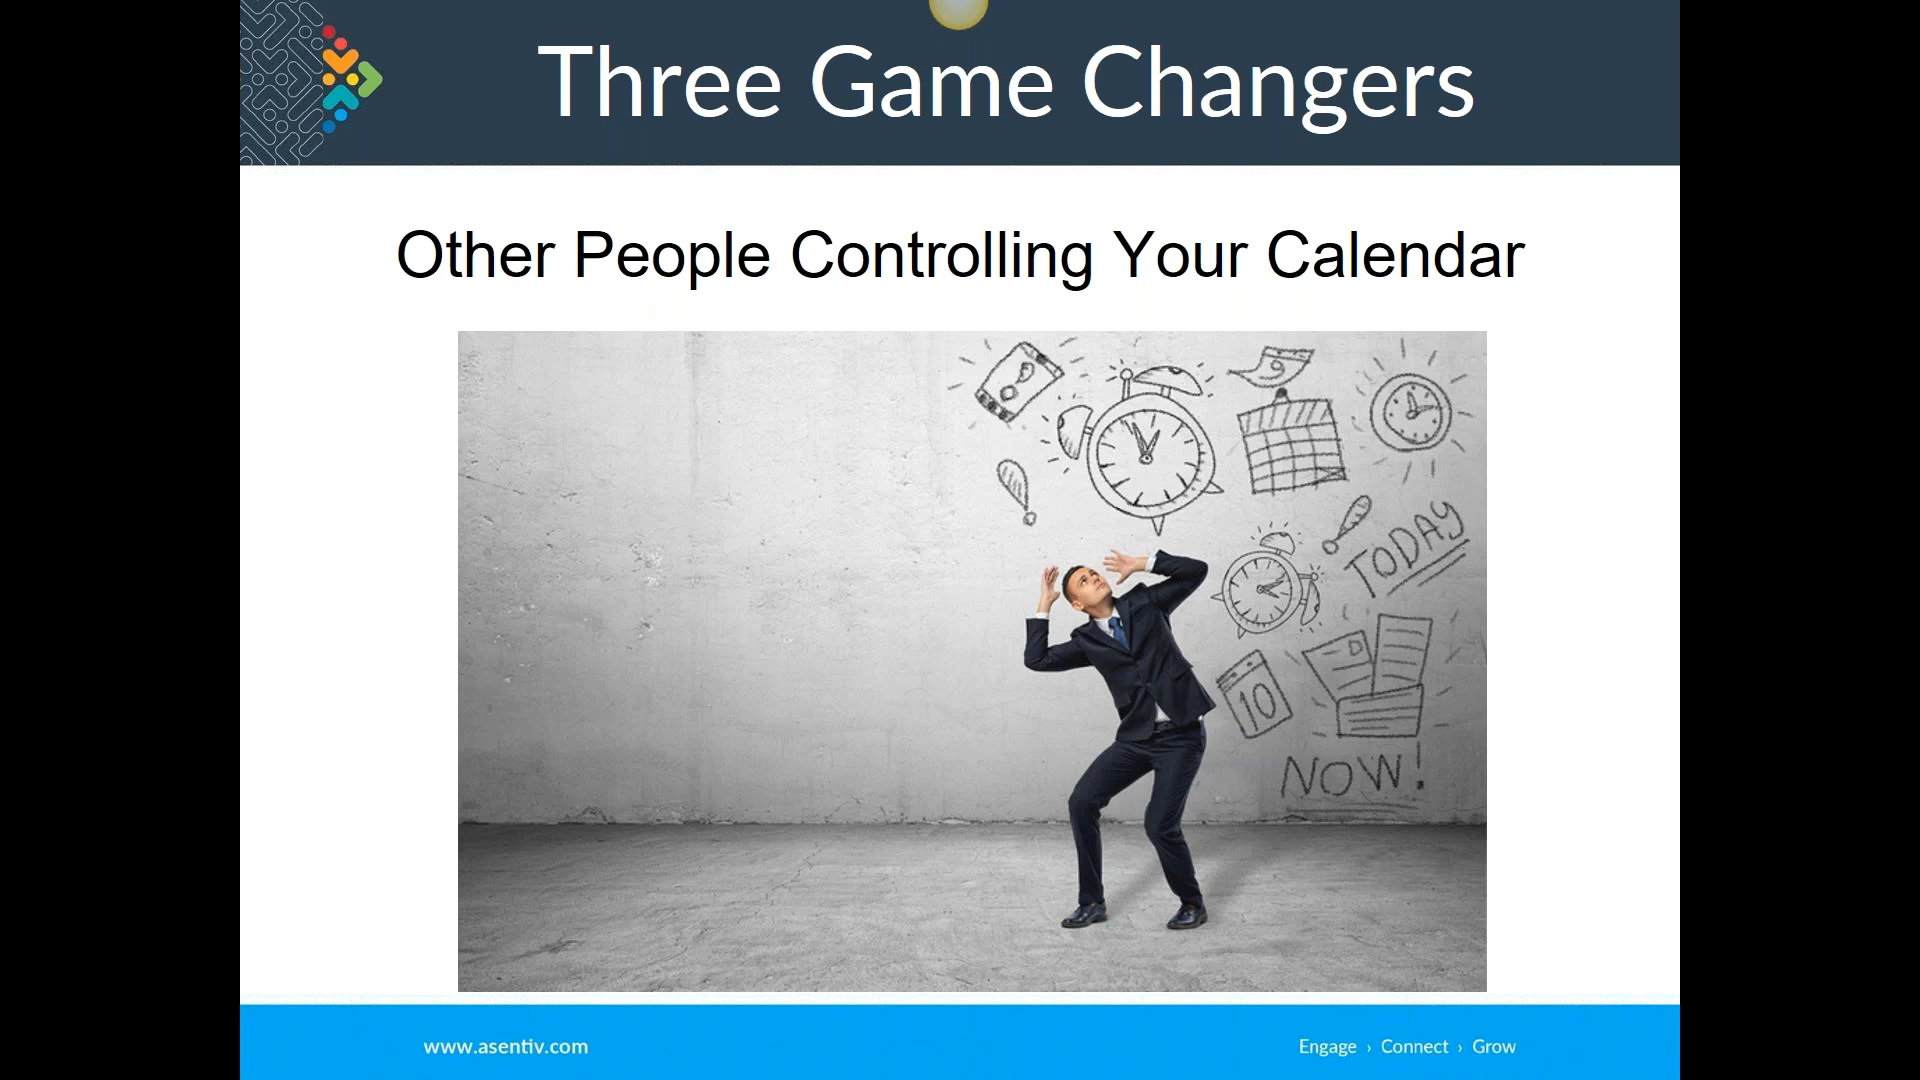 Three Game Changers
Other People Controlling Your Calendar
TODAY
10
NOW!
www.asentiv.com
Engage › Connect › Grow